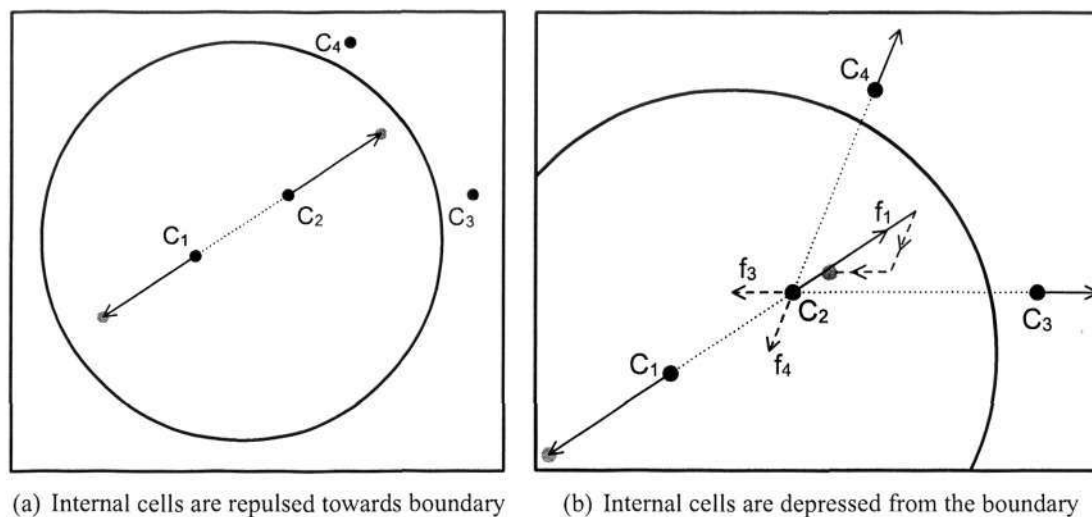 C4
C2
C3
C1
(a) Internal cells are repulsed towards boundary
C4
f1
f3
C2
C3
f4
C1
(b) Internal cells are depressed from the boundary